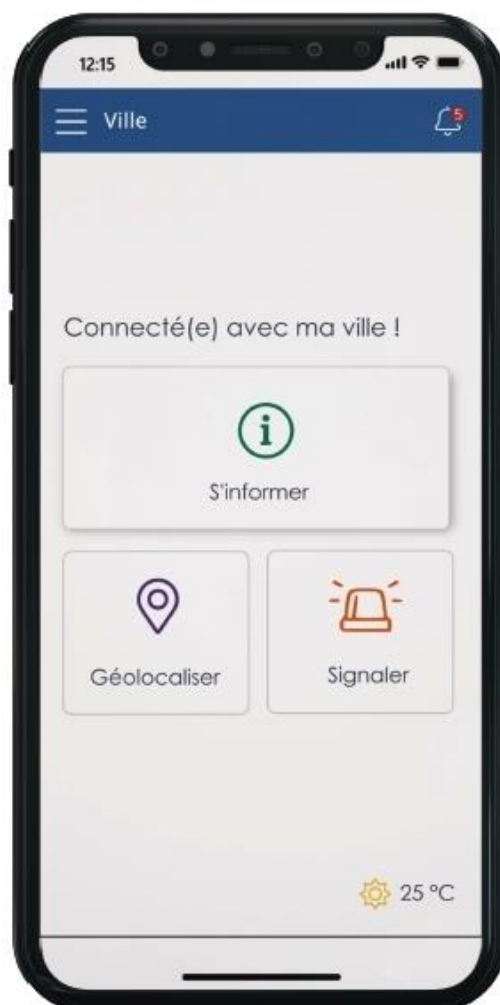 12:15
Ville
5
Connecté(e) avec ma ville !
S'informer
Géolocaliser
Signaler
25 °C